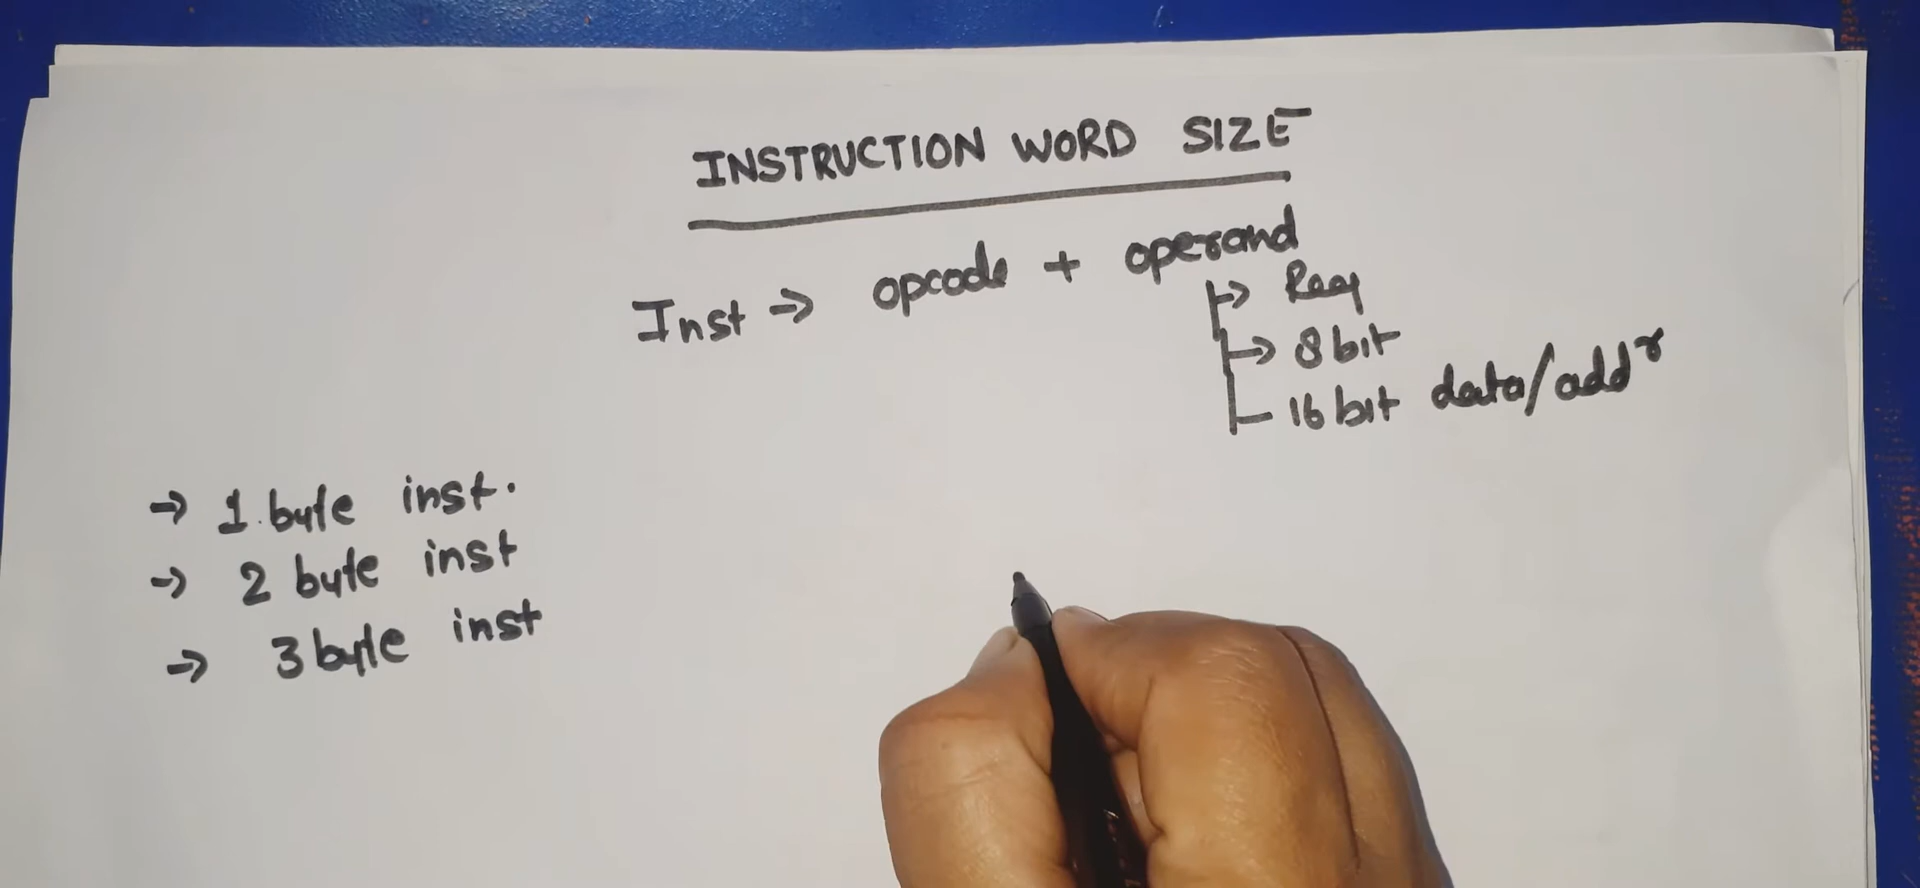 INSTRUCTION WORD SIZE
Inst → opcode + operand
→ Reg
→ 8 bit
16 bit data/addr
→ 1 byte inst.
→ 2 byte inst
→ 3 byte inst